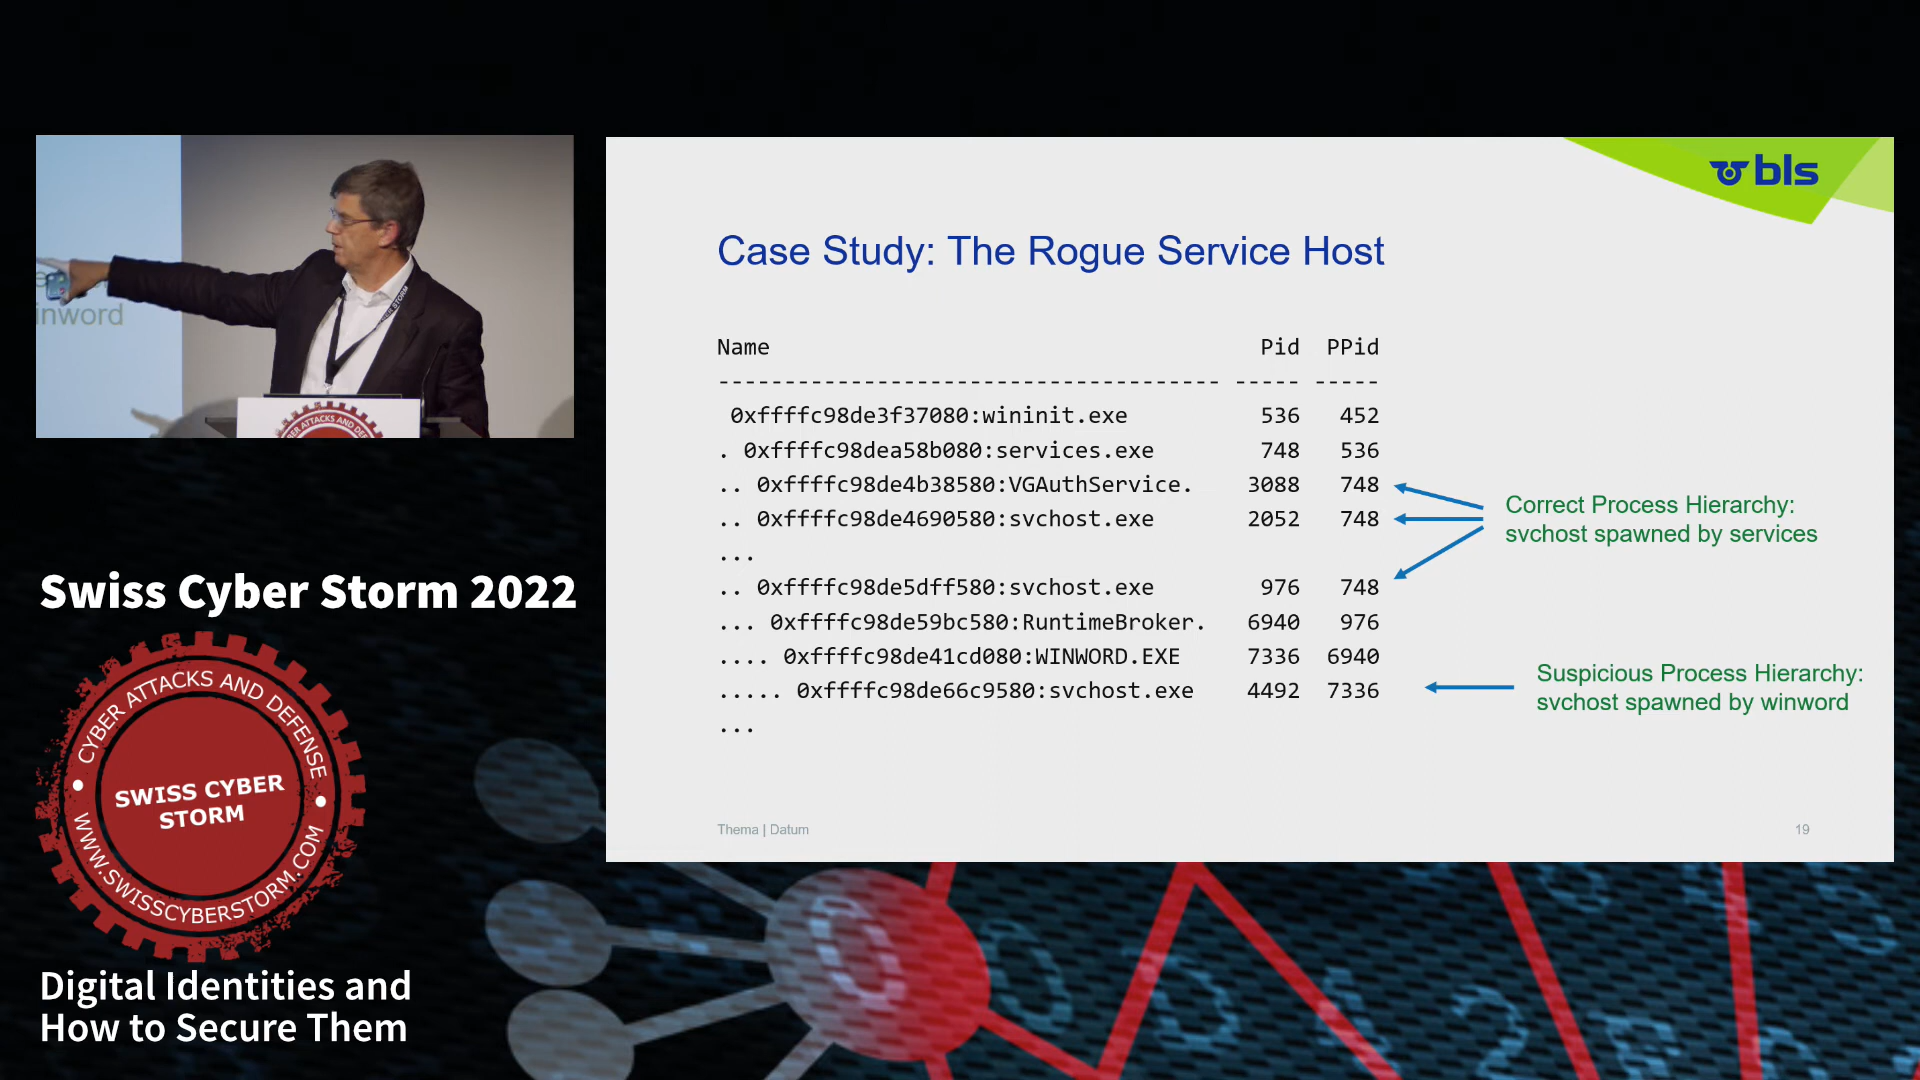 inword
Swiss Cyber Storm 2022
CYBER ATTACKS AND DEFENSE
SWISS CYBER
STORM
WWW.SWISSCYBERSTORM.COM
Digital Identities and
How to Secure Them
bls
Case Study: The Rogue Service Host
Name Pid PPid
-------------------------------------- ----- -----
0xffffc98de3f37080:wininit.exe 536 452
. 0xffffc98dea58b080:services.exe 748 536
.. 0xffffc98de4b38580:VGAuthService. 3088 748
.. 0xffffc98de4690580:svchost.exe 2052 748
...
.. 0xffffc98de5dff580:svchost.exe 976 748
... 0xffffc98de59bc580:RuntimeBroker. 6940 976
.... 0xffffc98de41cd080:WINWORD.EXE 7336 6940
..... 0xffffc98de66c9580:svchost.exe 4492 7336
...
Correct Process Hierarchy:
svchost spawned by services
Suspicious Process Hierarchy:
svchost spawned by winword
Thema | Datum
19